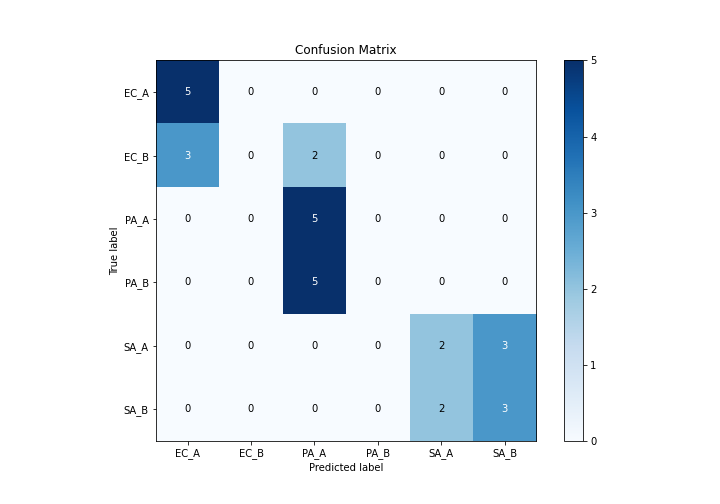 Confusion Matrix
True label
EC_A 5 0 0 0 0 0
EC_B 3 0 2 0 0 0
PA_A 0 0 5 0 0 0
PA_B 0 0 5 0 0 0
SA_A 0 0 0 0 2 3
SA_B 0 0 0 0 2 3
EC_A EC_B PA_A PA_B SA_A SA_B
Predicted label
5
4
3
2
1
0